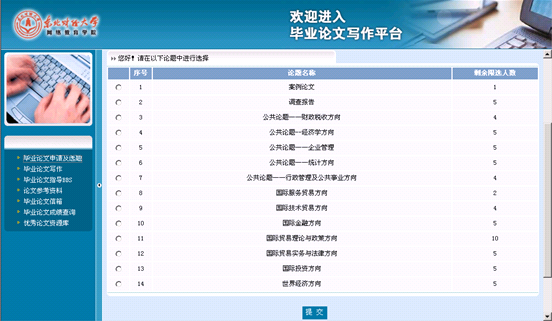 东北财经大学
网络教育学院
欢迎进入
毕业论文写作平台
您好！请在以下论题中进行选择
序号 论题名称 剩余限选人数
1 案例论文 1
2 调查报告 5
3 公共论题——财政税收方向 4
4 公共论题--经济学方向 5
5 公共论题——企业管理 5
6 公共论题——统计方向 5
7 公共论题——行政管理及公共事业方向 4
8 国际服务贸易方向 2
9 国际技术贸易方向 4
10 国际金融方向 5
11 国际贸易理论与政策方向 10
12 国际贸易实务与法律方向 5
13 国际投资方向 5
14 世界经济方向 5
提 交
毕业论文申请及选题
毕业论文写作
毕业论文指导BBS
论文参考资料
毕业论文信箱
毕业论文成绩查询
优秀论文资源库